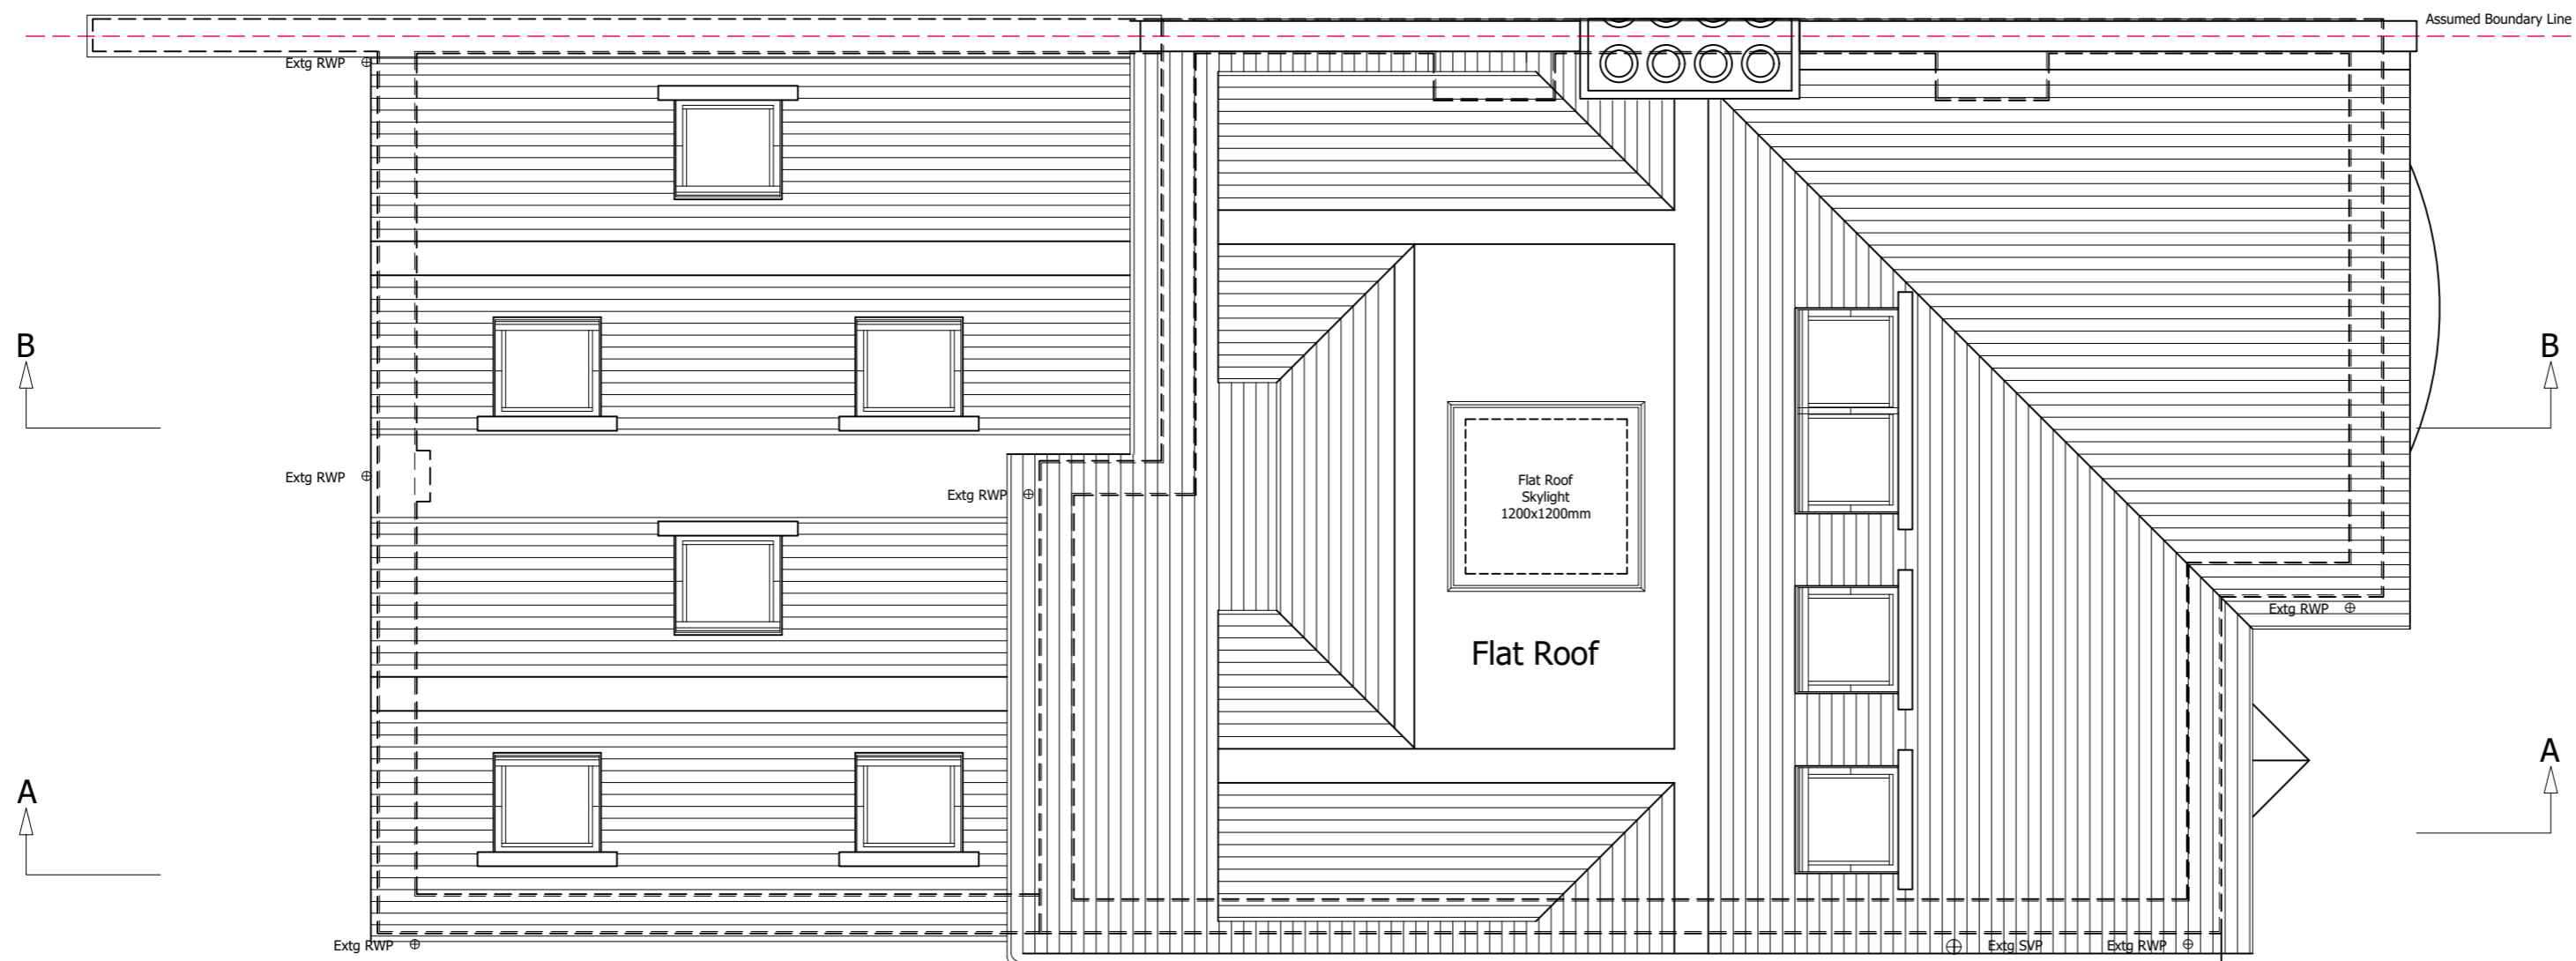 Assumed Boundary Line
Extg RWP
B
B
Extg RWP
Extg RWP
Flat Roof
Skylight
1200x1200mm
Extg RWP
Flat Roof
A
A
Extg RWP
Extg SVP
Extg RWP